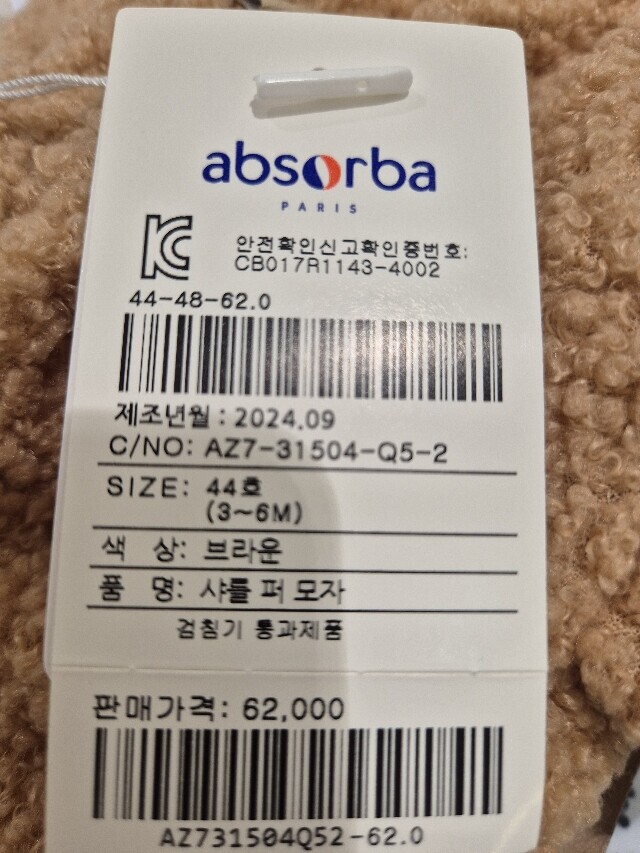 absorba
PARIS
안전확인신고확인증번호:
CB017R1143-4002
44-48-62.0
제조년월 : 2024.09
C/NO: AZ7-31504-Q5-2
SIZE: 44호
(3~6M)
색 상: 브라운
품 명: 샤를 퍼 모자
검침기 통과제품
판매가격: 62,000
AZ731504Q52-62.0